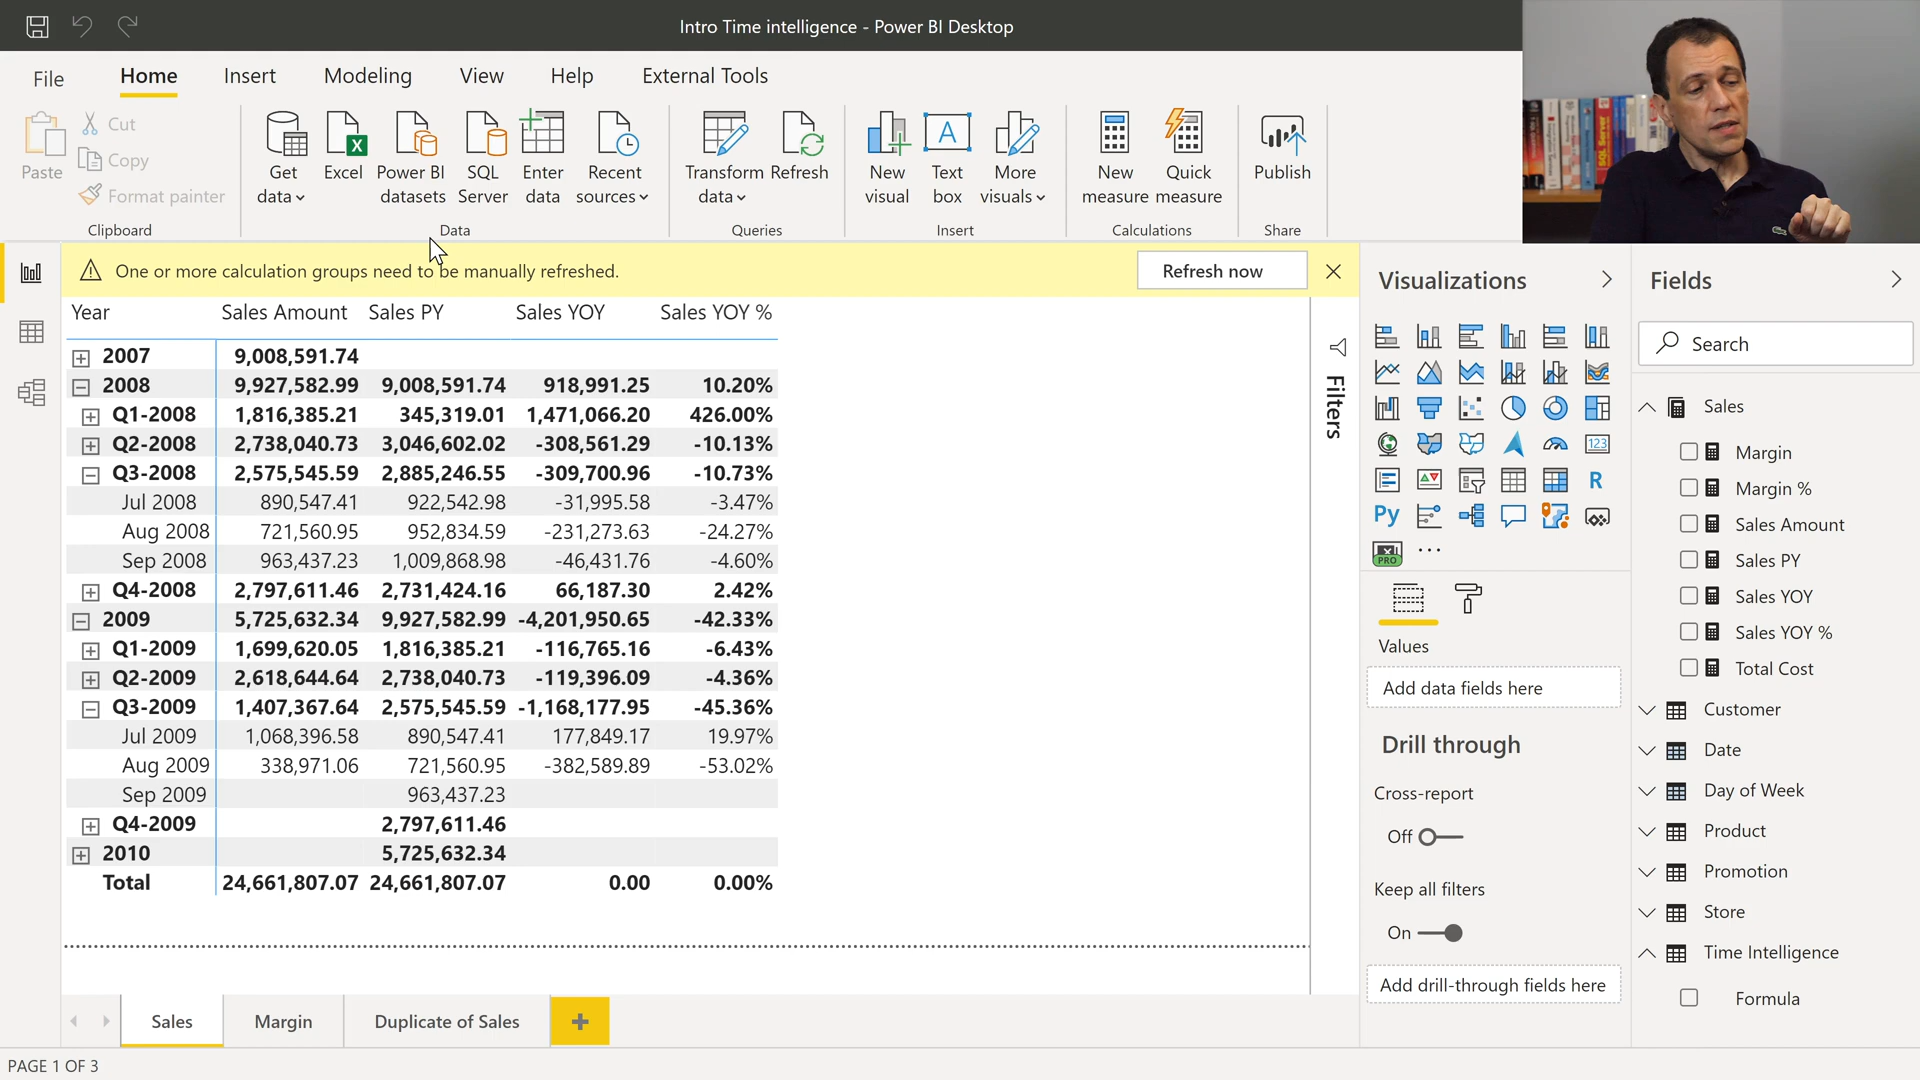 Intro Time intelligence - Power BI Desktop
File Home Insert Modeling View Help External Tools
Paste
Cut
Copy
Format painter
Get data
Excel
Power BI datasets
SQL Server
Enter data
Recent sources
Transform data
Refresh
New visual
Text box
More visuals
New measure
Quick measure
Publish
Clipboard Data Queries Insert Calculations Share
One or more calculation groups need to be manually refreshed.
Refresh now
Year Sales Amount Sales PY Sales YOY Sales YOY %
2007 9,008,591.74
2008 9,927,582.99 9,008,591.74 918,991.25 10.20%
Q1-2008 1,816,385.21 345,319.01 1,471,066.20 426.00%
Q2-2008 2,738,040.73 3,046,602.02 -308,561.29 -10.13%
Q3-2008 2,575,545.59 2,885,246.55 -309,700.96 -10.73%
Jul 2008 890,547.41 922,542.98 -31,995.58 -3.47%
Aug 2008 721,560.95 952,834.59 -231,273.63 -24.27%
Sep 2008 963,437.23 1,009,868.98 -46,431.76 -4.60%
Q4-2008 2,797,611.46 2,731,424.16 66,187.30 2.42%
2009 5,725,632.34 9,927,582.99 -4,201,950.65 -42.33%
Q1-2009 1,699,620.05 1,816,385.21 -116,765.16 -6.43%
Q2-2009 2,618,644.64 2,738,040.73 -119,396.09 -4.36%
Q3-2009 1,407,367.64 2,575,545.59 -1,168,177.95 -45.36%
Jul 2009 1,068,396.58 890,547.41 177,849.17 19.97%
Aug 2009 338,971.06 721,560.95 -382,589.89 -53.02%
Sep 2009 963,437.23
Q4-2009 2,797,611.46
2010 5,725,632.34
Total 24,661,807.07 24,661,807.07 0.00 0.00%
Filters
Visualizations
123
R
Py
PRO
Values
Add data fields here
Drill through
Cross-report
Off
Keep all filters
On
Add drill-through fields here
Fields
Search
Sales
Margin
Margin %
Sales Amount
Sales PY
Sales YOY
Sales YOY %
Total Cost
Customer
Date
Day of Week
Product
Promotion
Store
Time Intelligence
Formula
Sales Margin Duplicate of Sales
PAGE 1 OF 3